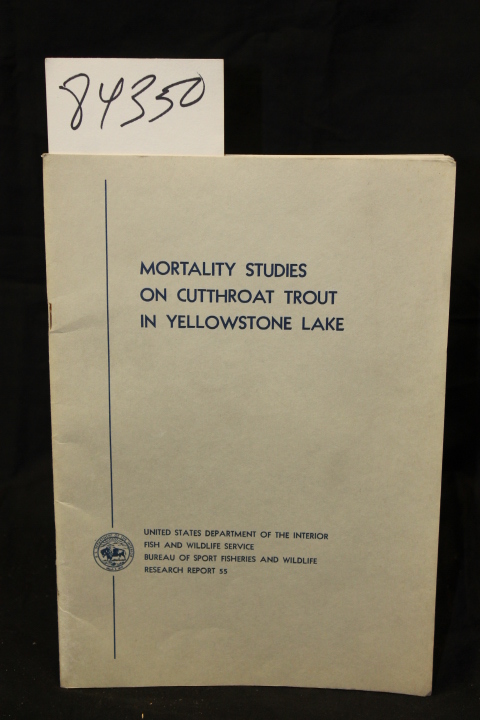 84350
MORTALITY STUDIES
ON CUTTHROAT TROUT
IN YELLOWSTONE LAKE
UNITED STATES DEPARTMENT OF THE INTERIOR
FISH AND WILDLIFE SERVICE
BUREAU OF SPORT FISHERIES AND WILDLIFE
RESEARCH REPORT 55